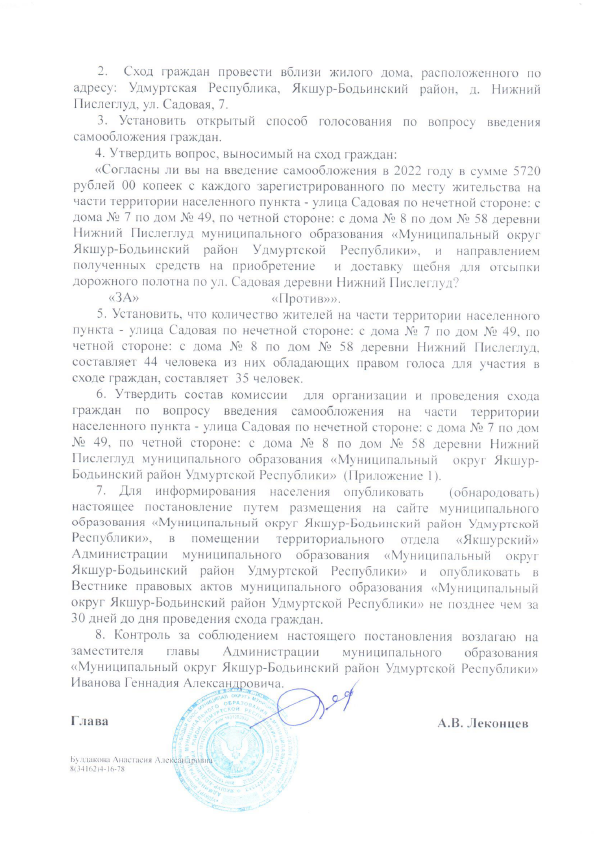 2. Сход граждан провести вблизи жилого дома, расположенного по
адресу: Удмуртская Республика, Якшур-Бодьинский район, д. Нижний
Пислеглуд, ул. Садовая, 7.
3. Установить открытый способ голосования по вопросу введения
самообложения граждан.
4. Утвердить вопрос, выносимый на сход граждан:
«Согласны ли вы на введение самообложения в 2022 году в сумме 5720
рублей 00 копеек с каждого зарегистрированного по месту жительства на
части территории населенного пункта - улица Садовая по нечетной стороне: с
дома № 7 по дом № 49, по четной стороне: с дома № 8 по дом № 58 деревни
Нижний Пислеглуд муниципального образования «Муниципальный округ
Якшур-Бодьинский район Удмуртской Республики», и направлением
полученных средств на приобретение и доставку щебня для отсыпки
дорожного полотна по ул. Садовая деревни Нижний Пислеглуд?
«ЗА» «Против»».
5. Установить, что количество жителей на части территории населенного
пункта - улица Садовая по нечетной стороне: с дома № 7 по дом № 49, по
четной стороне: с дома № 8 по дом № 58 деревни Нижний Пислеглуд,
составляет 44 человека из них обладающих правом голоса для участия в
сходе граждан, составляет 35 человек.
6. Утвердить состав комиссии для организации и проведения схода
граждан по вопросу введения самообложения на части территории
населенного пункта - улица Садовая по нечетной стороне: с дома № 7 по дом
№ 49, по четной стороне: с дома № 8 по дом № 58 деревни Нижний
Пислеглуд муниципального образования «Муниципальный округ Якшур-
Бодьинский район Удмуртской Республики» (Приложение 1).
7. Для информирования населения опубликовать (обнародовать)
настоящее постановление путем размещения на сайте муниципального
образования «Муниципальный округ Якшур-Бодьинский район Удмуртской
Республики», в помещении территориального отдела «Якшурский»
Администрации муниципального образования «Муниципальный округ
Якшур-Бодьинский район Удмуртской Республики» и опубликовать в
Вестнике правовых актов муниципального образования «Муниципальный
округ Якшур-Бодьинский район Удмуртской Республики» не позднее чем за
30 дней до дня проведения схода граждан.
8. Контроль за соблюдением настоящего постановления возлагаю на
заместителя главы Администрации муниципального образования
«Муниципальный округ Якшур-Бодьинский район Удмуртской Республики»
Иванова Геннадия Александровича.
Глава А.В. Леконцев
Булдакова Анастасия Александровна
8(34162)4-16-78